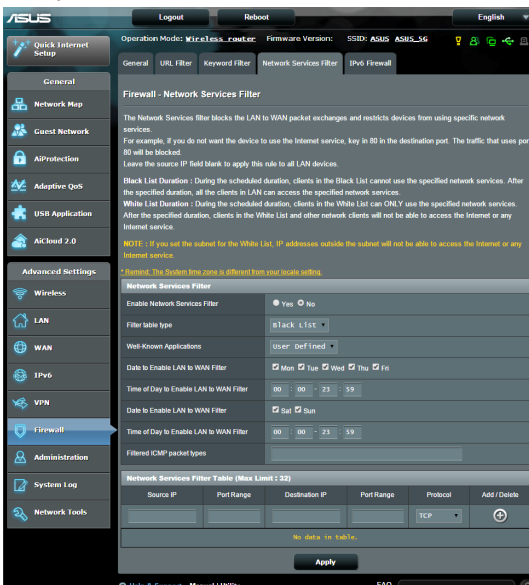 ASUS
Logout Reboot English
Quick Internet Setup
Operation Mode: Wireless router Firmware Version: SSID: ASUS ASUS_5G
General URL Filter Keyword Filter Network Services Filter IPv6 Firewall
General
Network Map
Guest Network
AiProtection
Adaptive QoS
USB Application
AiCloud 2.0
Advanced Settings
Wireless
LAN
WAN
IPv6
VPN
Firewall
Administration
System Log
Network Tools
Firewall - Network Services Filter
The Network Services filter blocks the LAN to WAN packet exchanges and restricts devices from using specific network
services.
For example, if you do not want the device to use the Internet service, key in 80 in the destination port. The traffic that uses por
80 will be blocked.
Leave the source IP field blank to apply this rule to all LAN devices.
Black List Duration : During the scheduled duration, clients in the Black List cannot use the specified network services. After
the specified duration, all the clients in LAN can access the specified network services.
White List Duration : During the scheduled duration, clients in the White List can ONLY use the specified network services.
After the specified duration, clients in the White List and other network clients will not be able to access the Internet or any
Internet service.
NOTE : If you set the subnet for the White List, IP addresses outside the subnet will not be able to access the Internet or any
Internet service.
* Remind: The System time zone is different from your locale setting.
Network Services Filter
Enable Network Services Filter Yes No
Filter table type Black List
Well-Known Applications User Defined
Date to Enable LAN to WAN Filter Mon Tue Wed Thu Fri
Time of Day to Enable LAN to WAN Filter 00 : 00 - 23 : 59
Date to Enable LAN to WAN Filter Sat Sun
Time of Day to Enable LAN to WAN Filter 00 : 00 - 23 : 59
Filtered ICMP packet types
Network Services Filter Table (Max Limit : 32)
Source IP Port Range Destination IP Port Range Protocol Add / Delete
TCP
No data in table.
Apply
Help & Support Manual | Utility FAQ